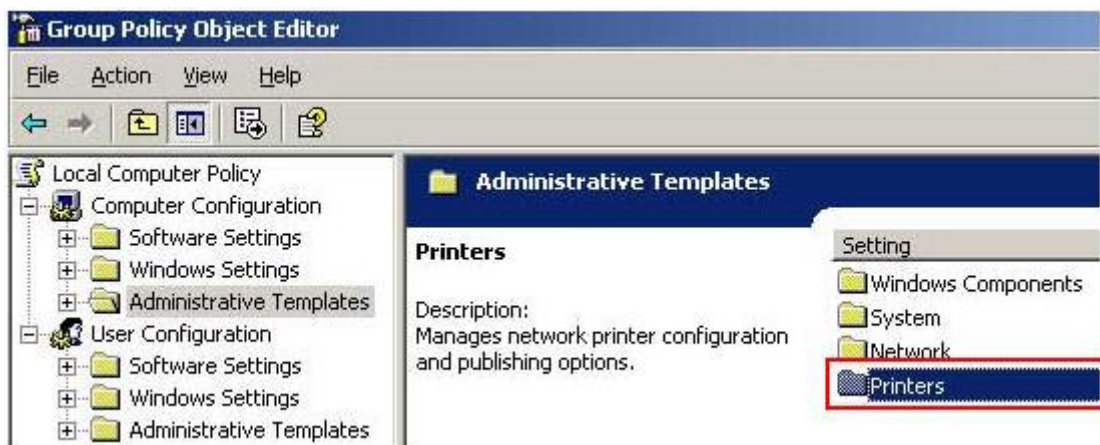 Group Policy Object Editor
File Action View Help
Local Computer Policy
Computer Configuration
Software Settings
Windows Settings
Administrative Templates
User Configuration
Software Settings
Windows Settings
Administrative Templates
Administrative Templates
Printers
Description:
Manages network printer configuration
and publishing options.
Setting
Windows Components
System
Network
Printers